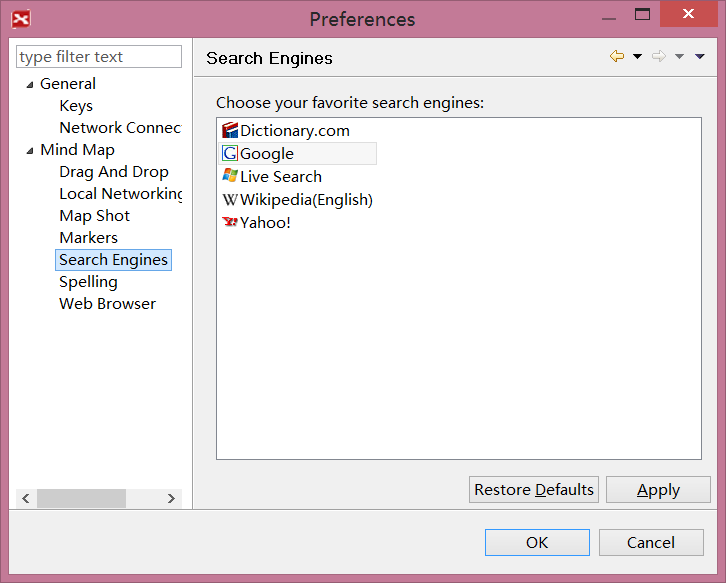 Preferences
type filter text
General
Keys
Network Connec
Mind Map
Drag And Drop
Local Networking
Map Shot
Markers
Search Engines
Spelling
Web Browser
Search Engines
Choose your favorite search engines:
Dictionary.com
Google
Live Search
Wikipedia(English)
Yahoo!
Restore Defaults
Apply
OK
Cancel